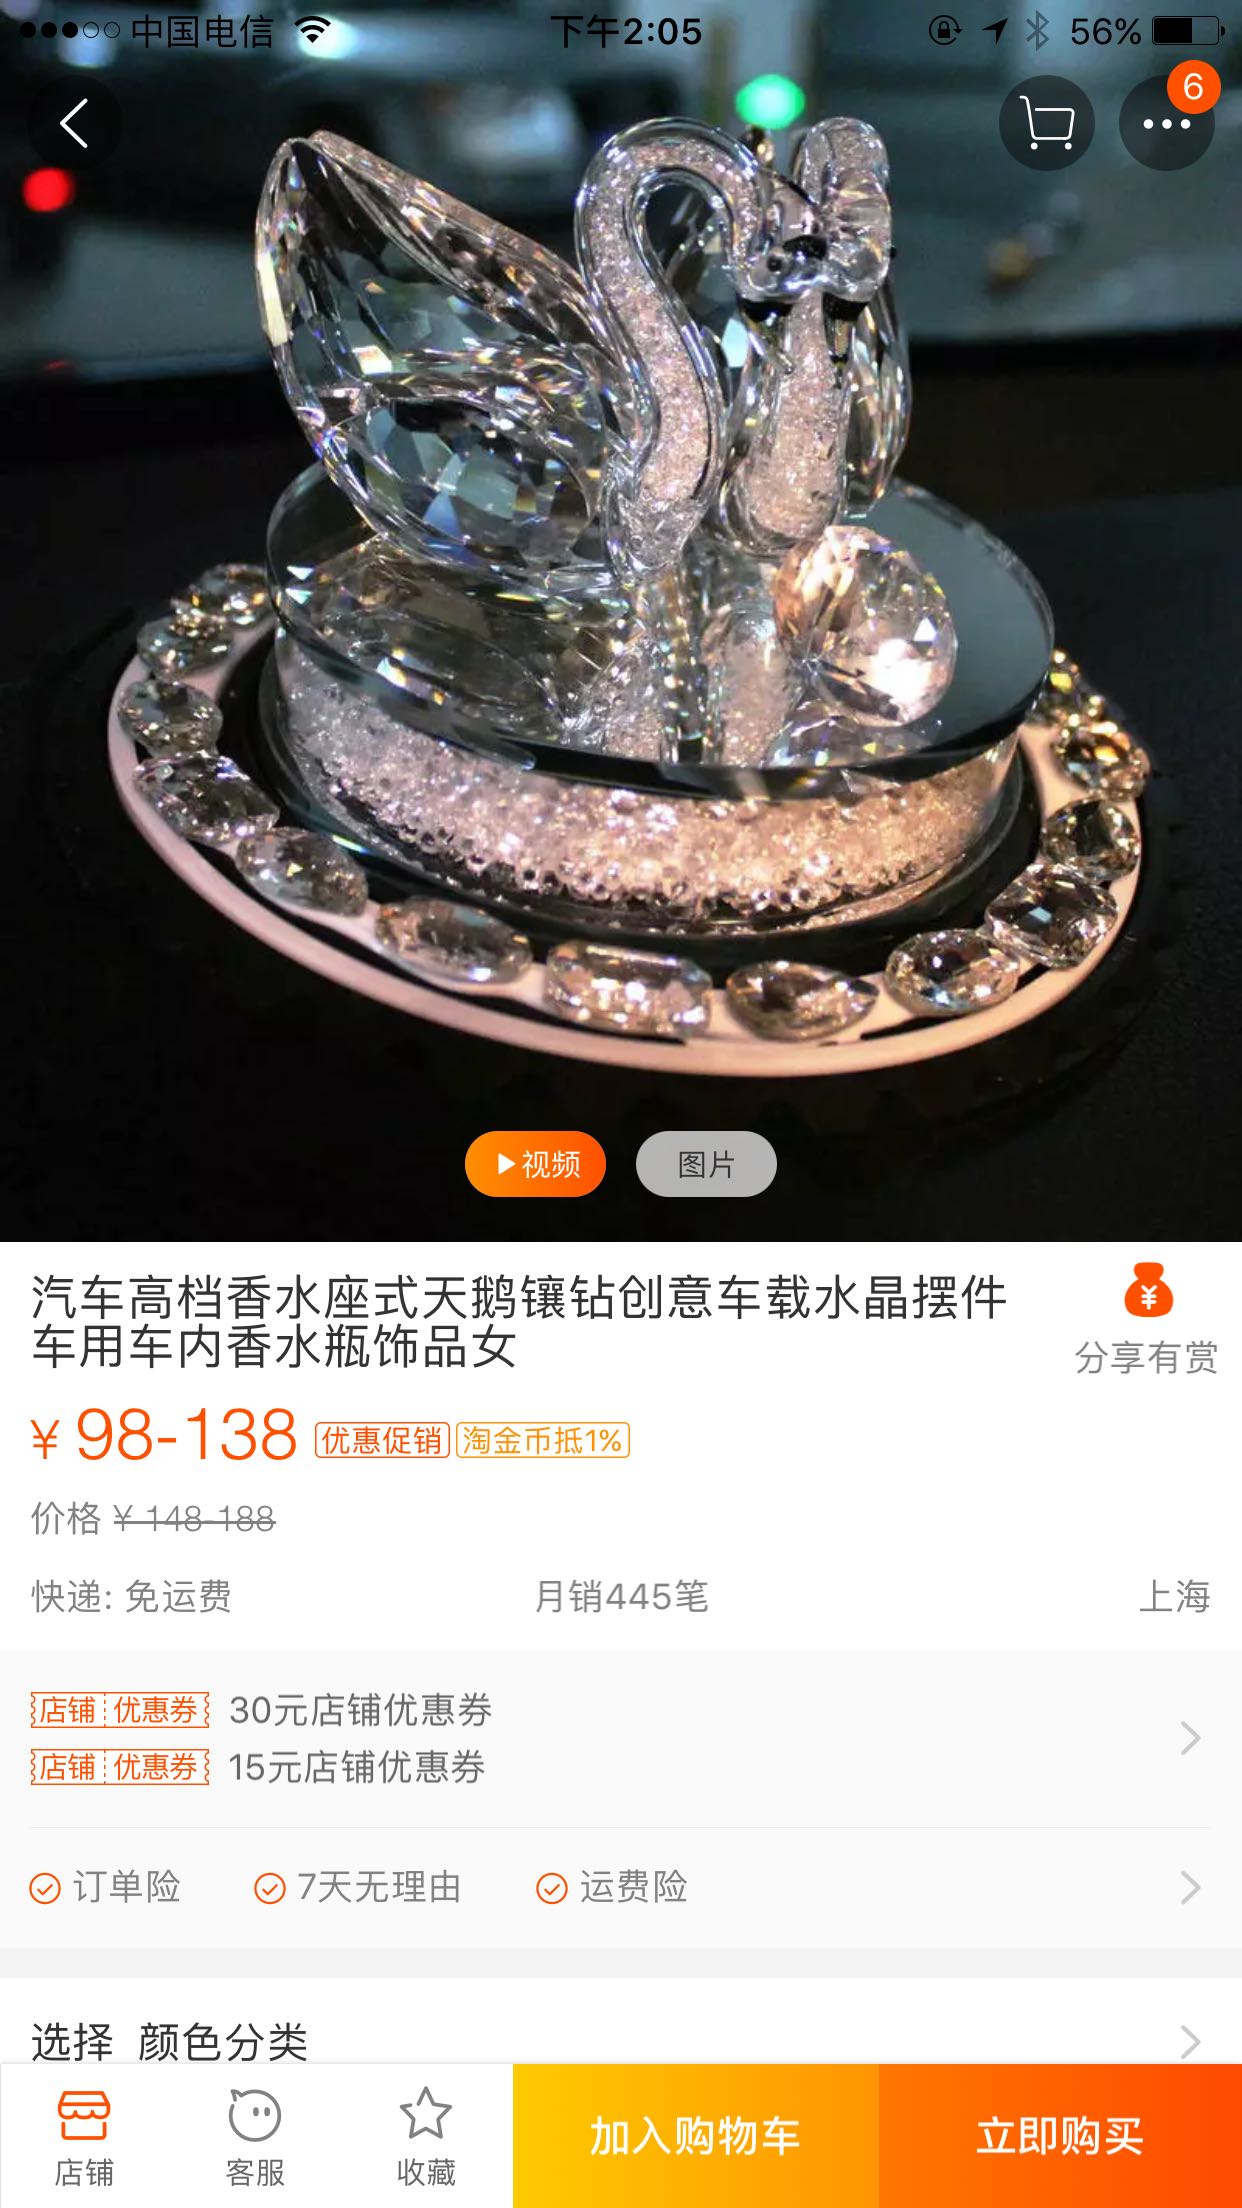 中国电信
下午2:05
56%
6
视频
图片
汽车高档香水座式天鹅镶钻创意车载水晶摆件
车用车内香水瓶饰品女
分享有赏
¥ 98-138 优惠促销 淘金币抵1%
价格 ¥ 148-188
快递: 免运费 月销445笔 上海
店铺 优惠券 30元店铺优惠券
店铺 优惠券 15元店铺优惠券
订单险 7天无理由 运费险
选择 颜色分类
店铺 客服 收藏 加入购物车 立即购买